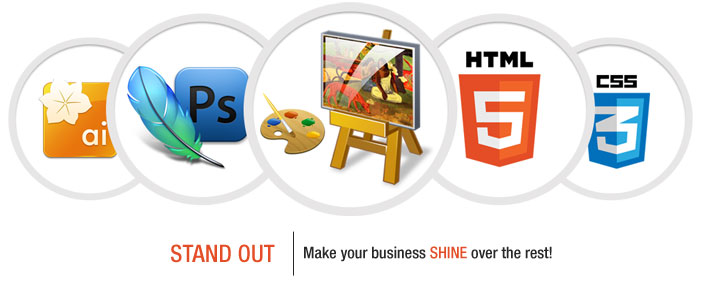 ai
Ps
HTML
5
CSS
3
STAND OUT
Make your business SHINE over the rest!